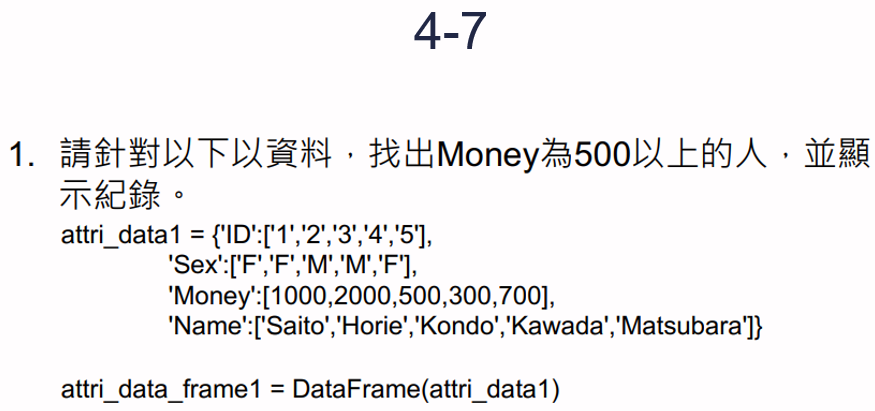 4-7
1. 請針對以下以資料，找出Money為500以上的人，並顯
示紀錄。
attri_data1 = {'ID':['1','2','3','4','5'],
'Sex':['F','F','M','M','F'],
'Money':[1000,2000,500,300,700],
'Name':['Saito','Horie','Kondo','Kawada','Matsubara']}
attri_data_frame1 = DataFrame(attri_data1)